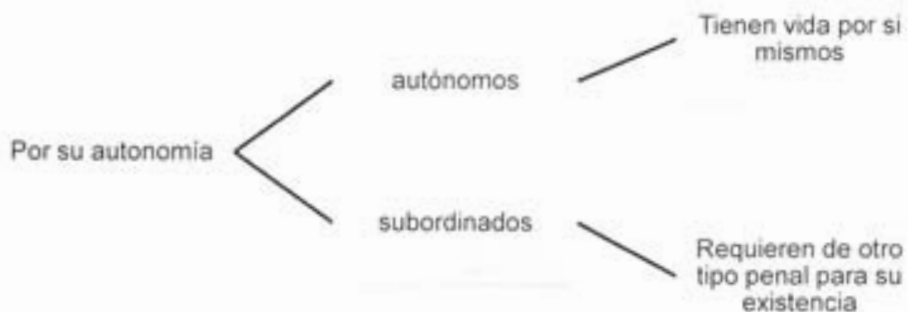 Por su autonomía
autónomos
Tienen vida por si
mismos
subordinados
Requieren de otro
tipo penal para su
existencia